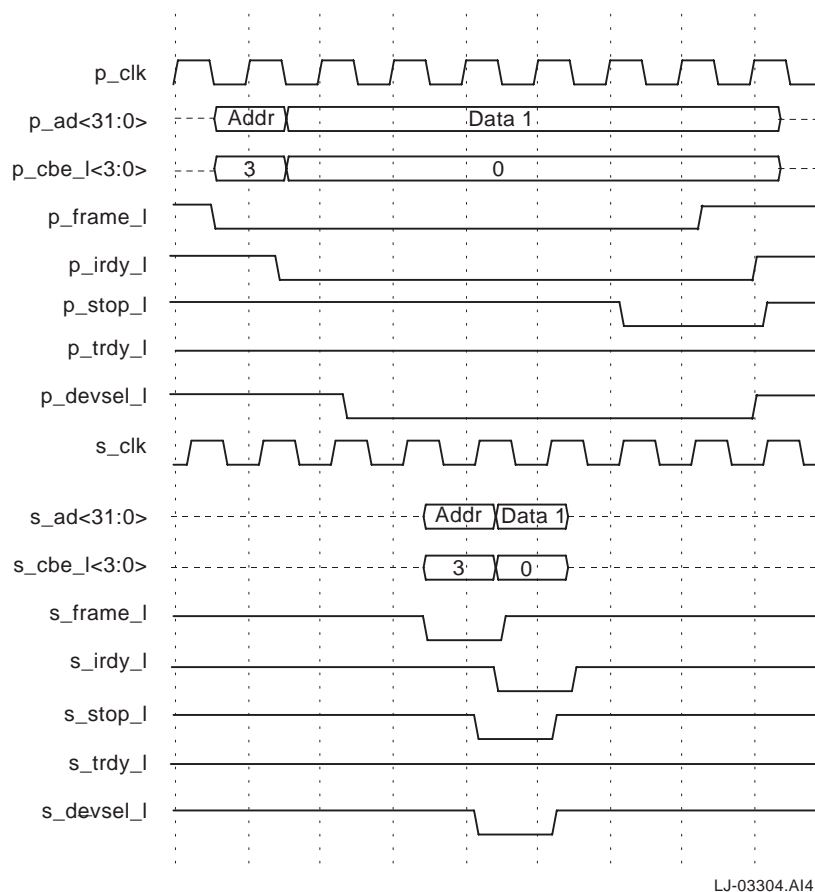 p_clk
p_ad<31:0>
Addr
Data 1
p_cbe_l<3:0>
3
0
p_frame_l
p_irdy_l
p_stop_l
p_trdy_l
p_devsel_l
s_clk
s_ad<31:0>
Addr
Data 1
s_cbe_l<3:0>
3
0
s_frame_l
s_irdy_l
s_stop_l
s_trdy_l
s_devsel_l
LJ-03304.AI4